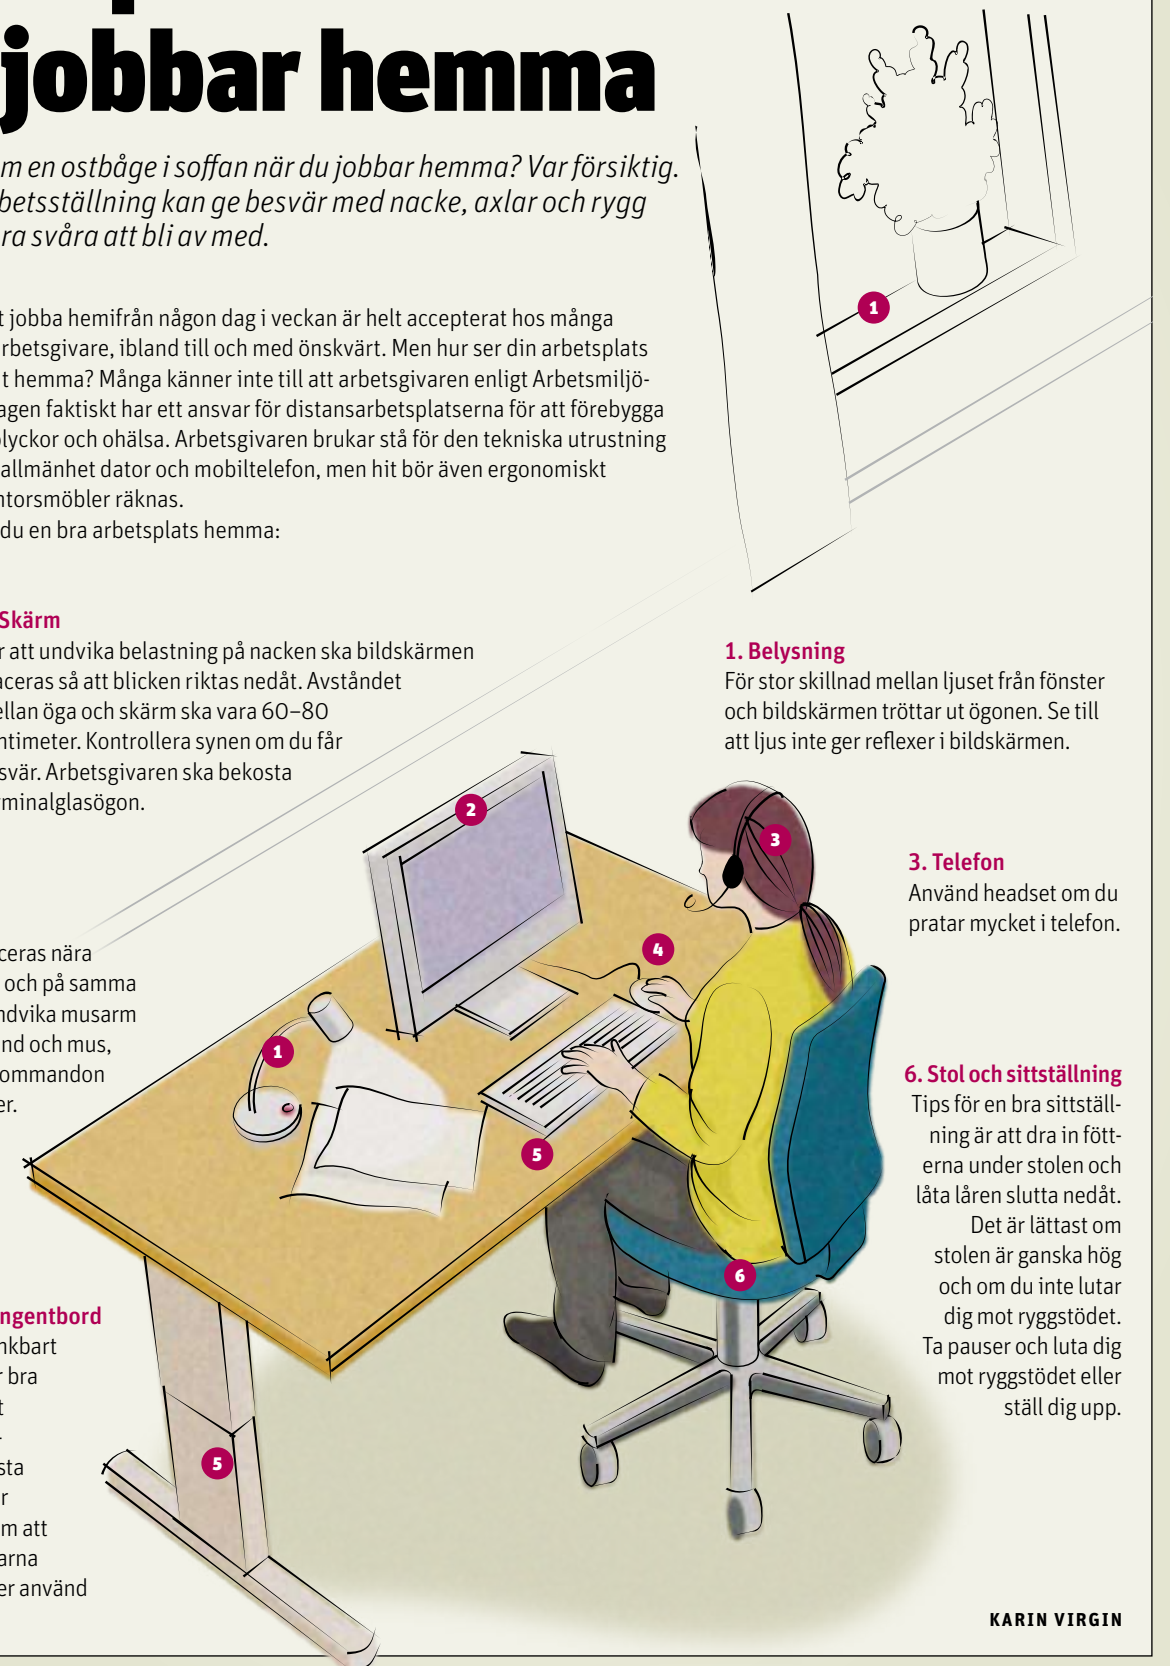 jobbar hemma
m en ostbåge i soffan när du jobbar hemma? Var försiktig.
betsställning kan ge besvär med nacke, axlar och rygg
ra svåra att bli av med.
t jobba hemifrån någon dag i veckan är helt accepterat hos många
rbetsgivare, ibland till och med önskvärt. Men hur ser din arbetsplats
t hemma? Många känner inte till att arbetsgivaren enligt Arbetsmiljö-
agen faktiskt har ett ansvar för distansarbetsplatserna för att förebygga
olyckor och ohälsa. Arbetsgivaren brukar stå för den tekniska utrustning
allmänhet dator och mobiltelefon, men hit bör även ergonomiskt
ntorsmöbler räknas.
du en bra arbetsplats hemma:
1
Skärm
r att undvika belastning på nacken ska bildskärmen
aceras så att blicken riktas nedåt. Avståndet
ellan öga och skärm ska vara 60–80
ntimeter. Kontrollera synen om du får
svär. Arbetsgivaren ska bekosta
rminalglasögon.
1. Belysning
För stor skillnad mellan ljuset från fönster
och bildskärmen tröttar ut ögonen. Se till
att ljus inte ger reflexer i bildskärmen.
2
3
3. Telefon
Använd headset om du
pratar mycket i telefon.
ceras nära
och på samma
ndvika musarm
nd och mus,
ommandon
er.
4
1
5
6. Stol och sittställning
Tips för en bra sittställ-
ning är att dra in fött-
erna under stolen och
låta låren slutta nedåt.
Det är lättast om
stolen är ganska hög
och om du inte lutar
dig mot ryggstödet.
Ta pauser och luta dig
mot ryggstödet eller
ställ dig upp.
6
ngentbord
nkbart
r bra
t
-
sta
r
m att
arna
er använd
5
KARIN VIRGIN